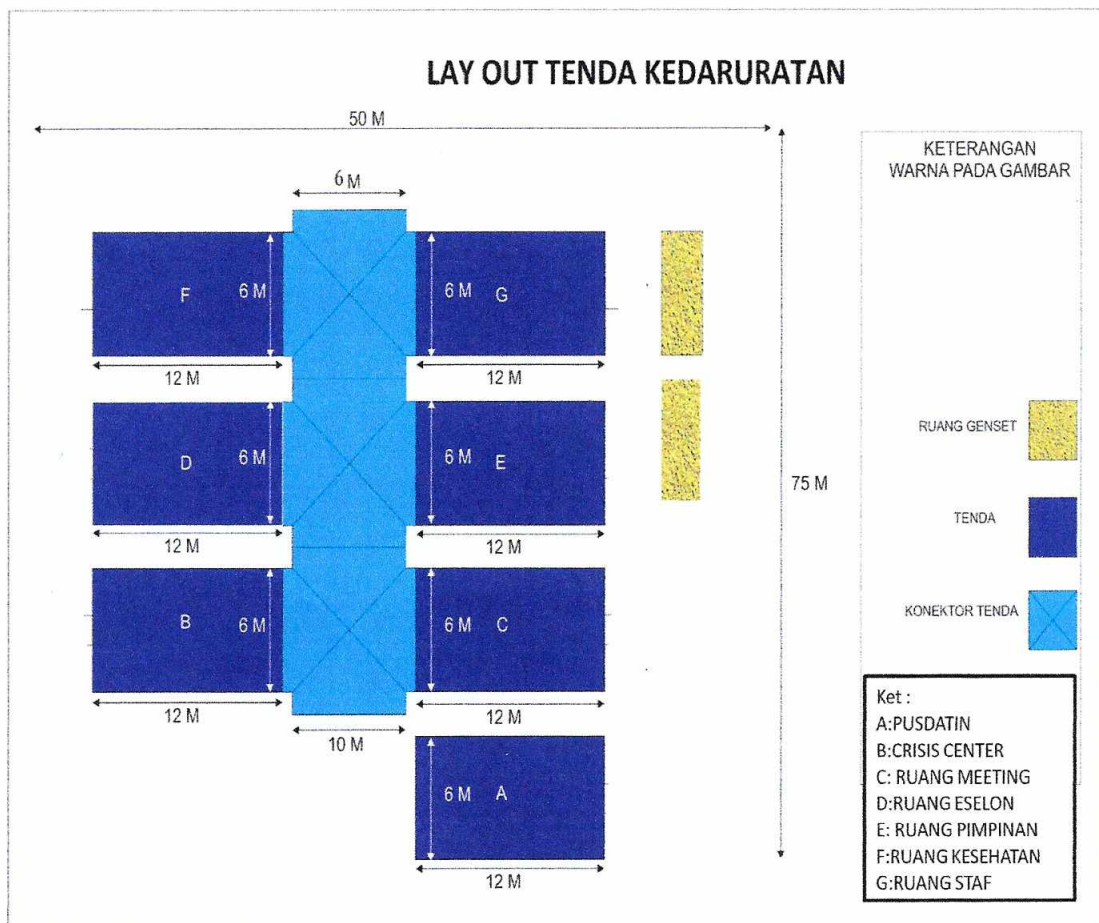 LAY OUT TENDA KEDARURATAN
50 M
6 M
F
6 M
6 M
G
12 M
12 M
D
6 M
6 M
E
12 M
12 M
B
6 M
6 M
C
12 M
12 M
10 M
6 M
A
12 M
75 M
KETERANGAN
WARNA PADA GAMBAR
RUANG GENSET
TENDA
KONEKTOR TENDA
Ket :
A:PUSDATIN
B:CRISIS CENTER
C: RUANG MEETING
D:RUANG ESELON
E: RUANG PIMPINAN
F:RUANG KESEHATAN
G:RUANG STAF